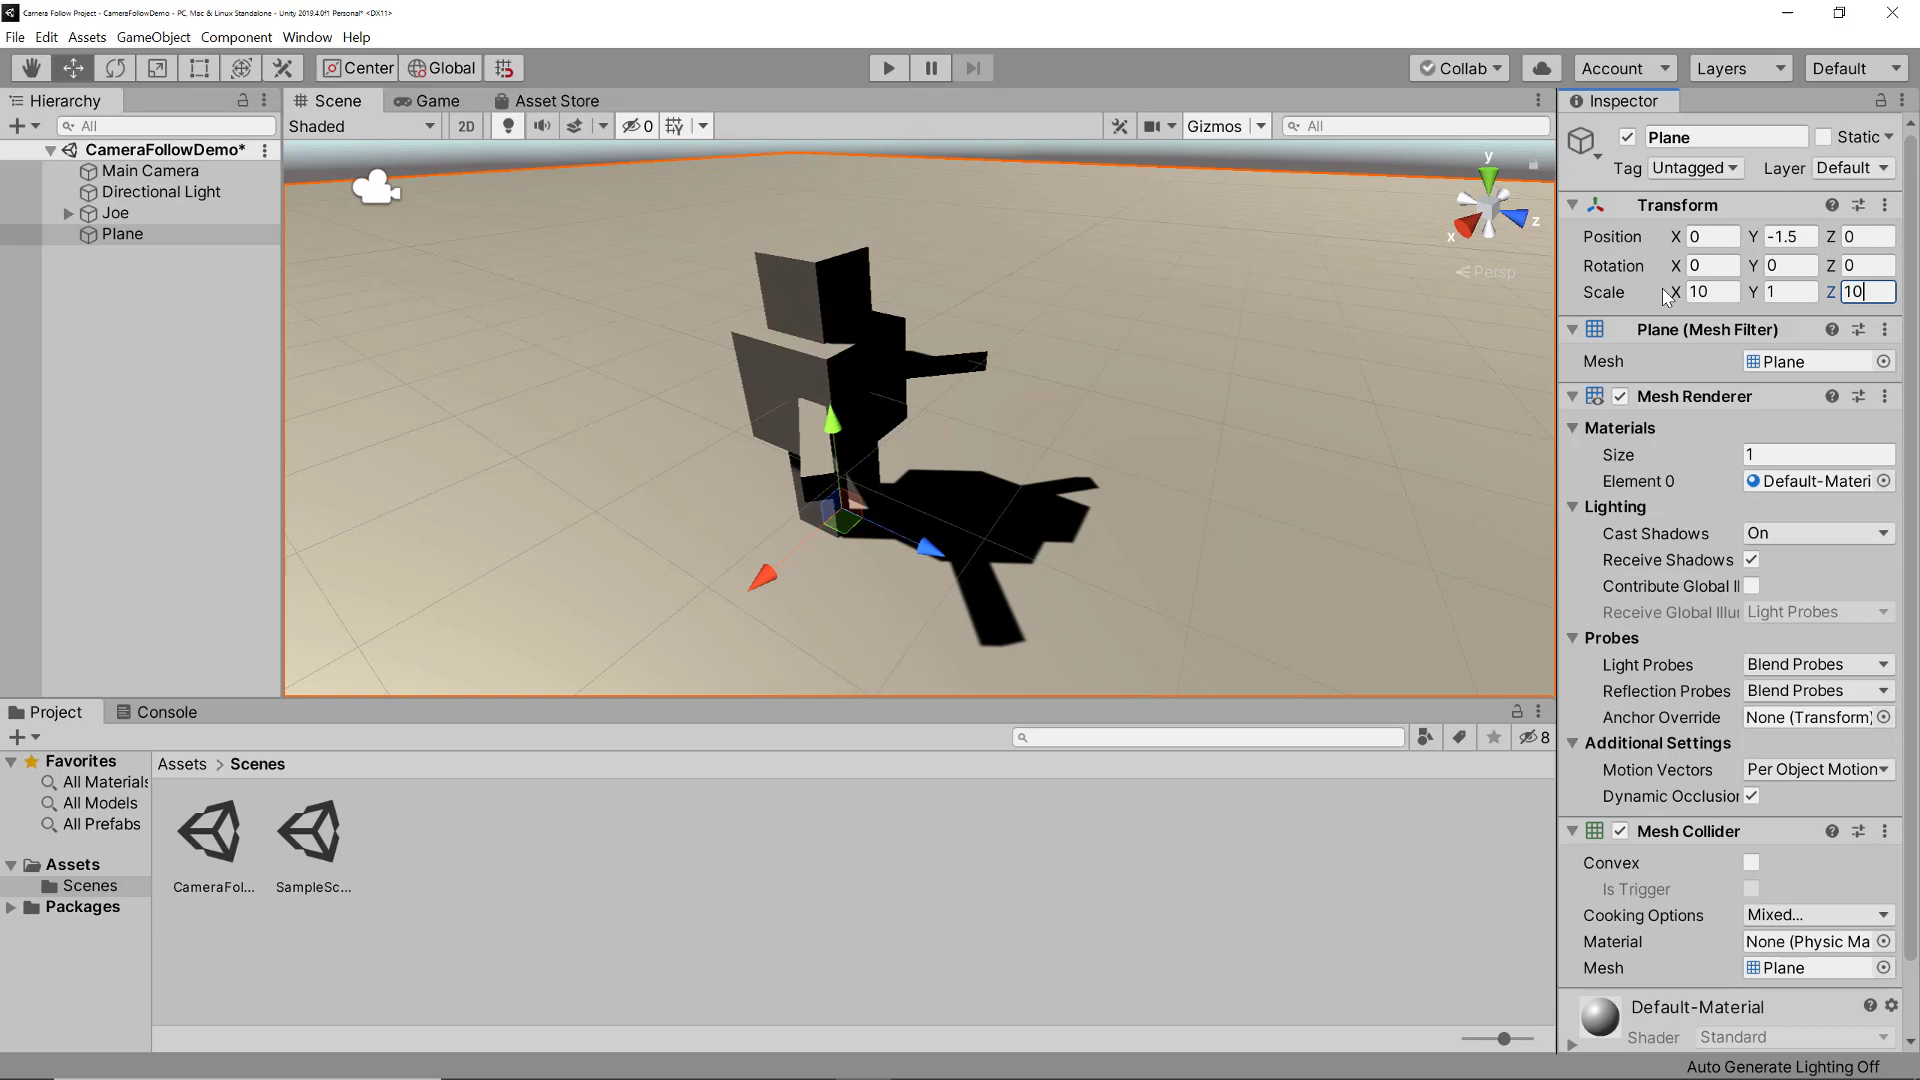 Camera Follow Project - CameraFollowDemo - PC, Mac & Linux Standalone - Unity 2019.4.0f1 Personal* <DX11>
File Edit Assets GameObject Component Window Help
Center Global Collab Account Layers Default
Hierarchy
All
CameraFollowDemo*
Main Camera
Directional Light
Joe
Plane
Scene Game Asset Store
Shaded 2D 0 Gizmos All
y
x z
Persp
Inspector
Plane Static
Tag Untagged Layer Default
Transform
Position X 0 Y -1.5 Z 0
Rotation X 0 Y 0 Z 0
Scale X 10 Y 1 Z 10
Plane (Mesh Filter)
Mesh Plane
Mesh Renderer
Materials
Size 1
Element 0 Default-Materi
Lighting
Cast Shadows On
Receive Shadows
Contribute Global Il
Receive Global Illur Light Probes
Probes
Light Probes Blend Probes
Reflection Probes Blend Probes
Anchor Override None (Transform)
Additional Settings
Motion Vectors Per Object Motion
Dynamic Occlusion
Mesh Collider
Convex
Is Trigger
Cooking Options Mixed...
Material None (Physic Ma
Mesh Plane
Default-Material
Shader Standard
Project Console
8
Favorites
All Materials
All Models
All Prefabs
Assets
Scenes
Packages
Assets > Scenes
CameraFol... SampleSc...
Auto Generate Lighting Off